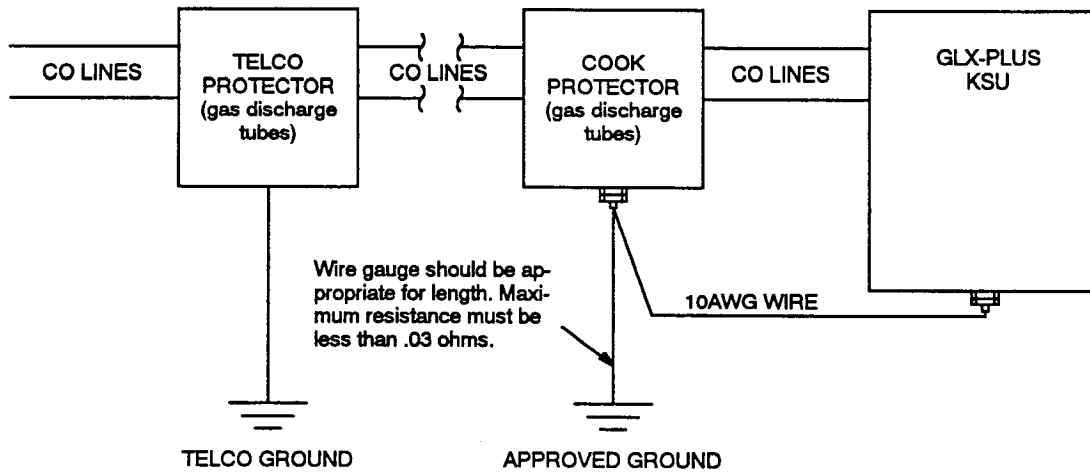 CO LINES
TELCO
PROTECTOR
(gas discharge
tubes)
CO LINES
COOK
PROTECTOR
(gas discharge
tubes)
CO LINES
GLX-PLUS
KSU
Wire gauge should be ap-
propriate for length. Maxi-
mum resistance must be
less than .03 ohms.
10AWG WIRE
TELCO GROUND
APPROVED GROUND